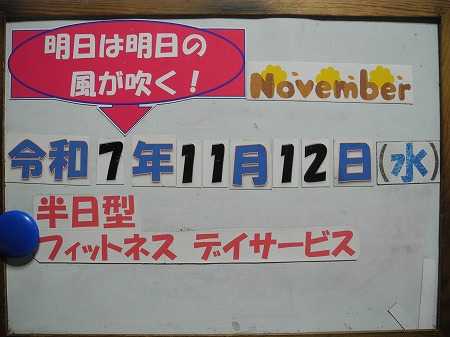 明日は明日の
風が吹く！
November
令和7年11月12日(水)
半日型
フィットネス デイサービス